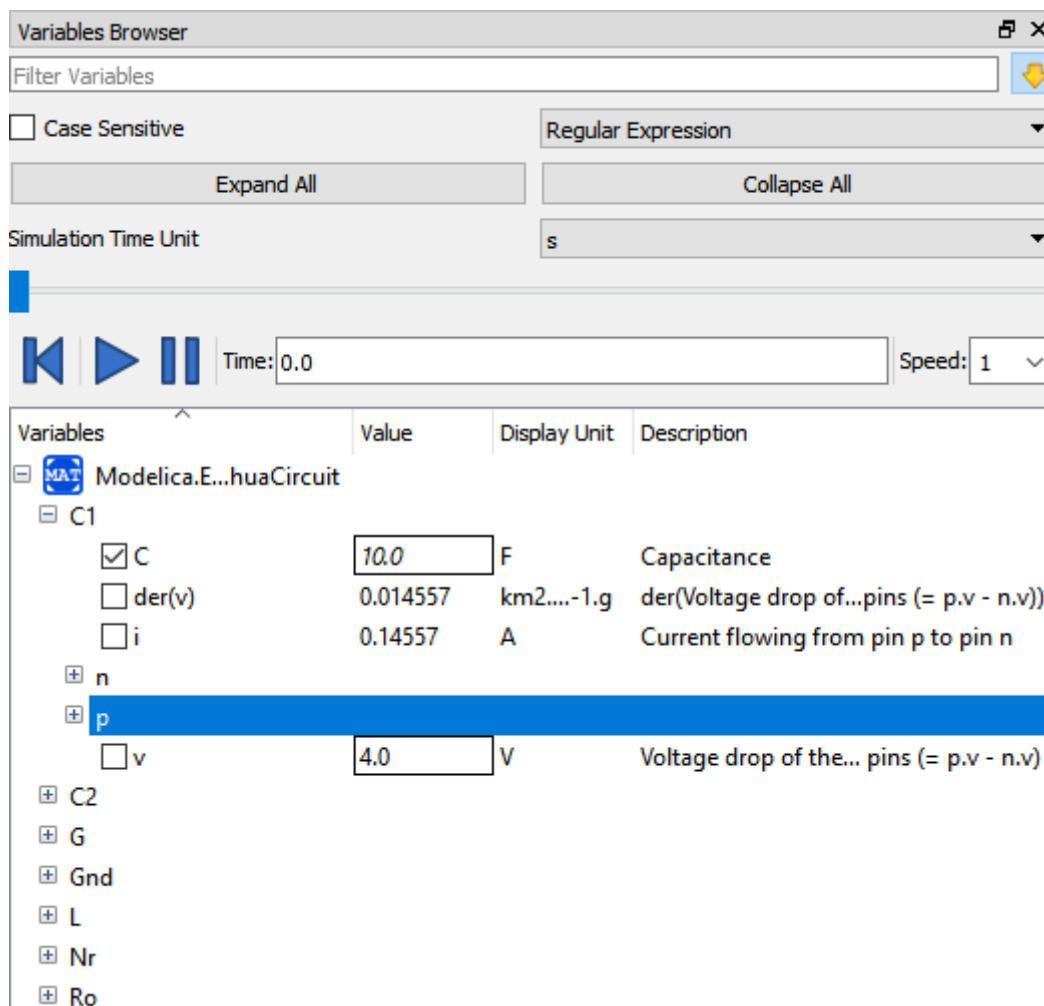 Variables Browser
Filter Variables
Case Sensitive Regular Expression
Expand All Collapse All
Simulation Time Unit s
Time: 0.0 Speed: 1
Variables Value Display Unit Description
MAT Modelica.E...huaCircuit
C1
C 10.0 F Capacitance
der(v) 0.014557 km2....-1.g der(Voltage drop of...pins (= p.v - n.v))
i 0.14557 A Current flowing from pin p to pin n
n
p
v 4.0 V Voltage drop of the... pins (= p.v - n.v)
C2
G
Gnd
L
Nr
Ro